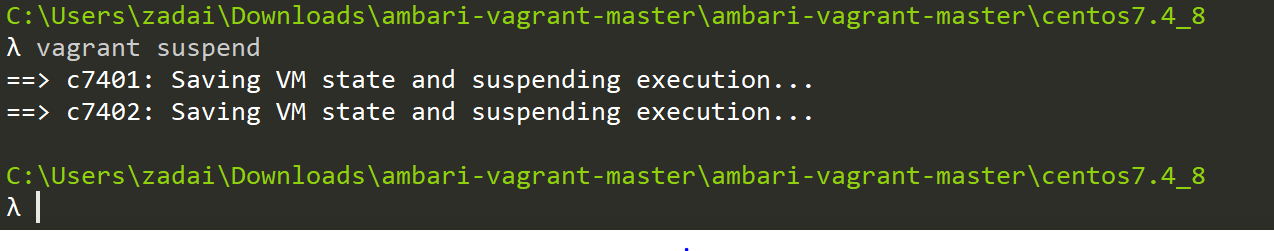 C:\Users\zadai\Downloads\ambari-vagrant-master\ambari-vagrant-master\centos7.4_8
λ vagrant suspend
==> c7401: Saving VM state and suspending execution...
==> c7402: Saving VM state and suspending execution...
C:\Users\zadai\Downloads\ambari-vagrant-master\ambari-vagrant-master\centos7.4_8
λ